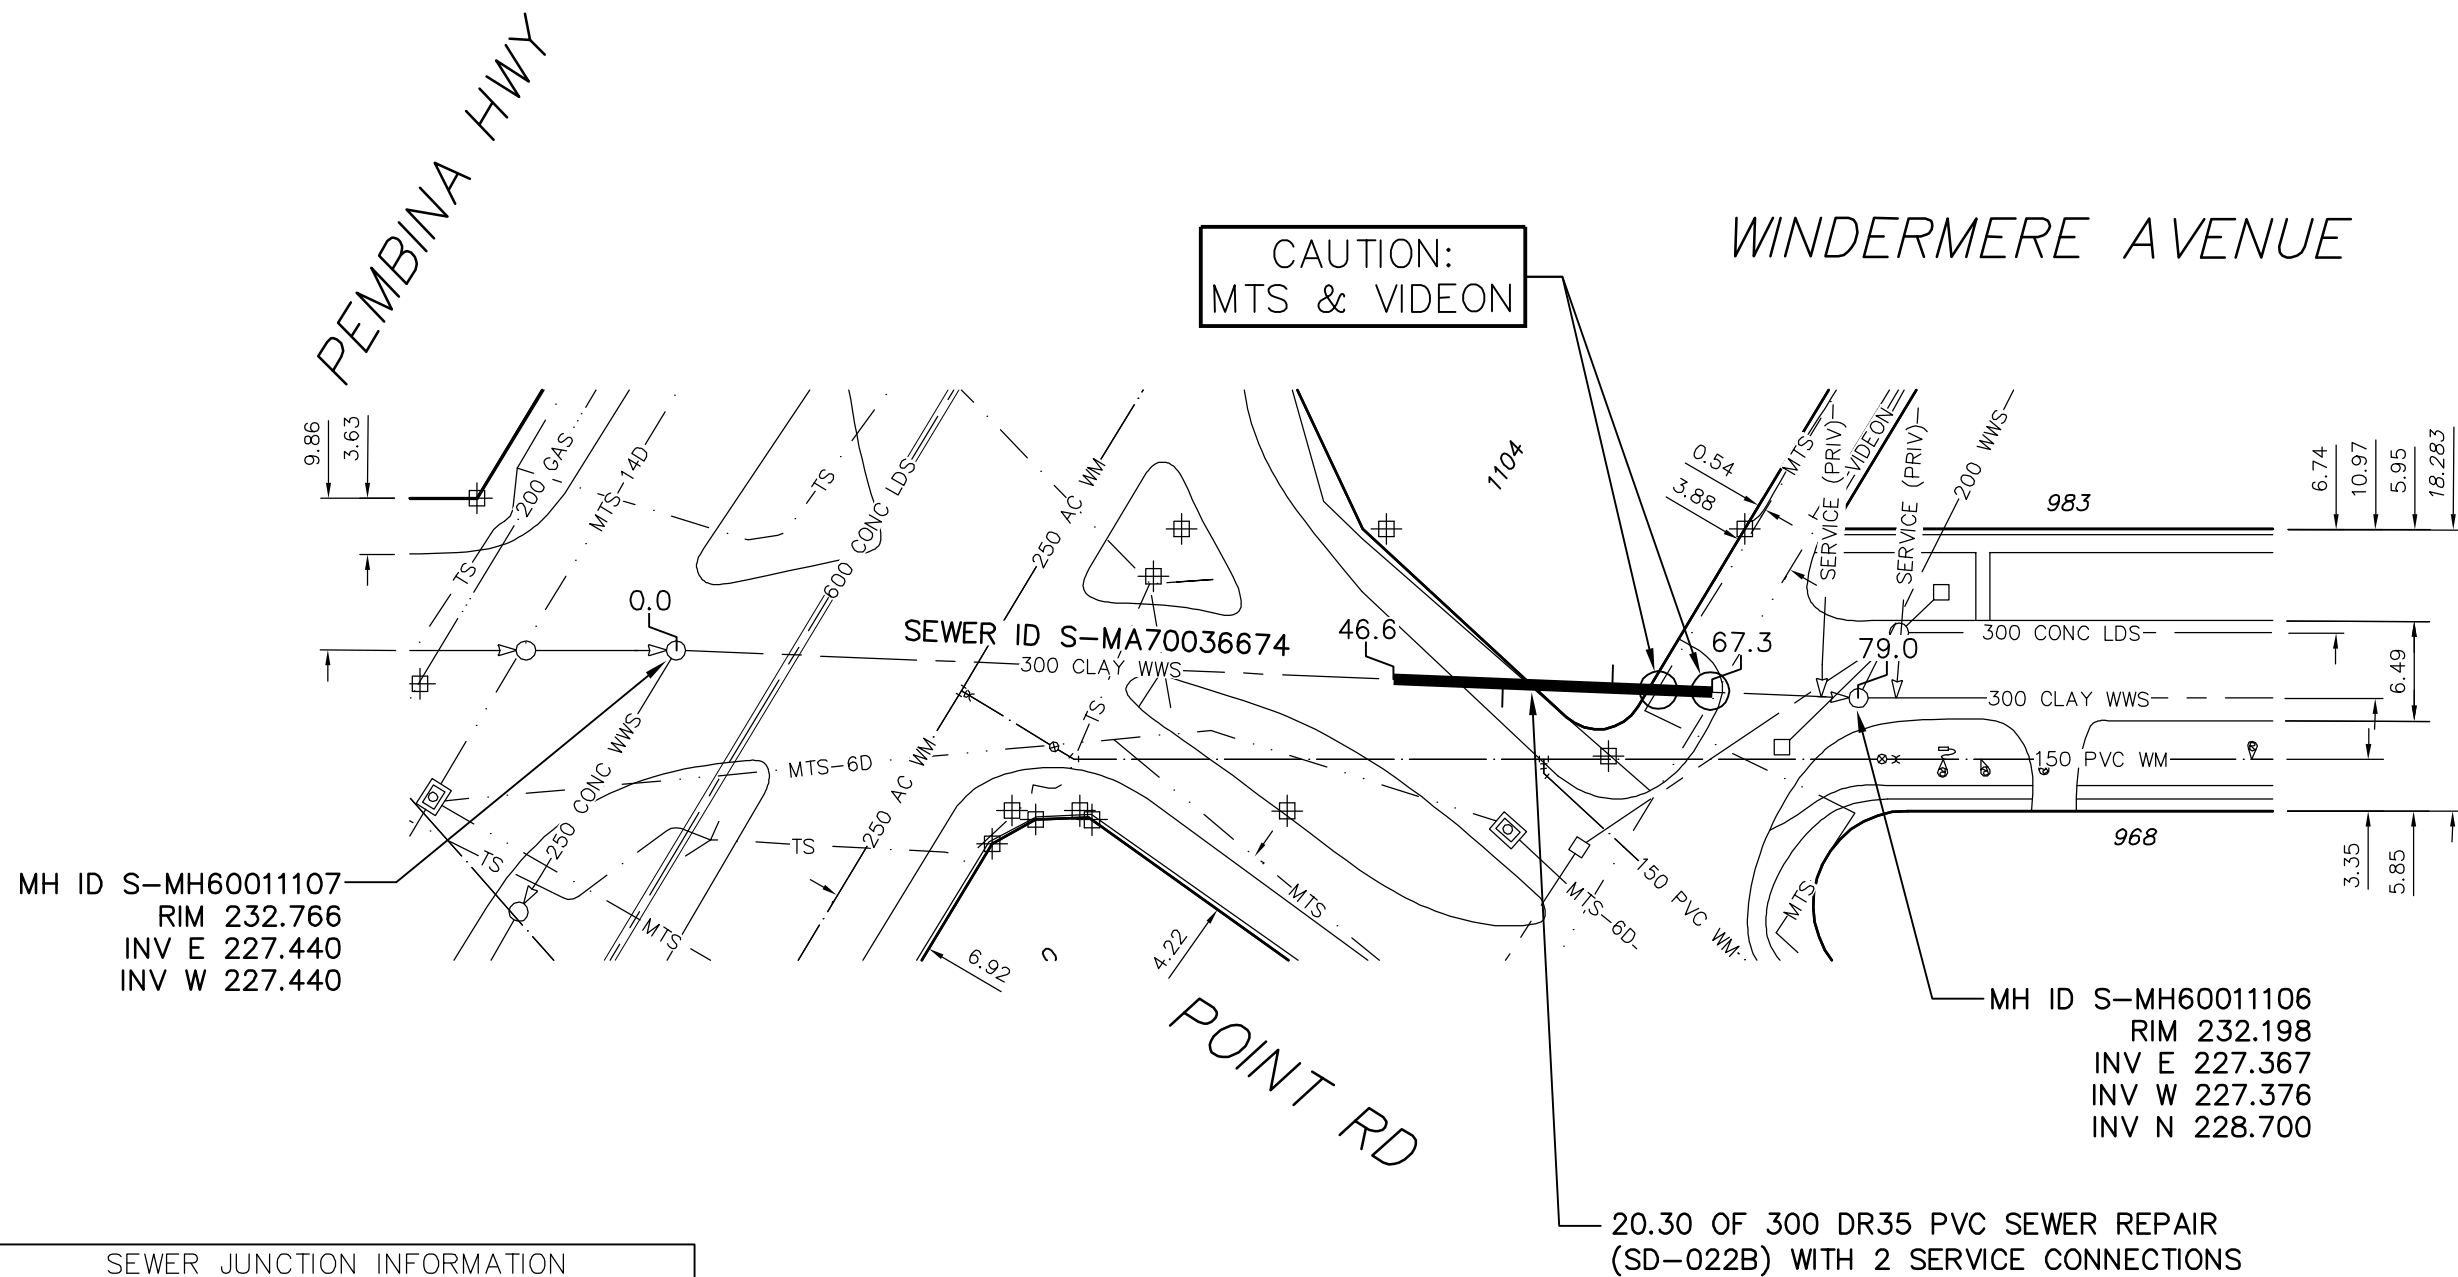 PEMBINA HWY
WINDERMERE AVENUE
CAUTION:
MTS & VIDEON
9.86
3.63
200 GAS
MTS-14D
TS
TS
600 CONC LDS
250 AC WM
1104
0.54
3.88
MTS
SERVICE (PRIV)
VIDEON
SERVICE (PRIV)
200 WWS
983
6.74
10.97
5.95
18.283
0.0
SEWER ID S-MA70036674
300 CLAY WWS
46.6
67.3
79.0
300 CONC LDS
300 CLAY WWS
6.49
150 PVC WM
TS
MTS-6D
250 CONC WWS
250 AC WM
TS
TS
MTS
MTS
MTS-6D
150 PVC WM
MTS
968
3.35
5.85
6.92
4.22
MH ID S-MH60011107
RIM 232.766
INV E 227.440
INV W 227.440
POINT RD
MH ID S-MH60011106
RIM 232.198
INV E 227.367
INV W 227.376
INV N 228.700
20.30 OF 300 DR35 PVC SEWER REPAIR
(SD-022B) WITH 2 SERVICE CONNECTIONS
SEWER JUNCTION INFORMATION